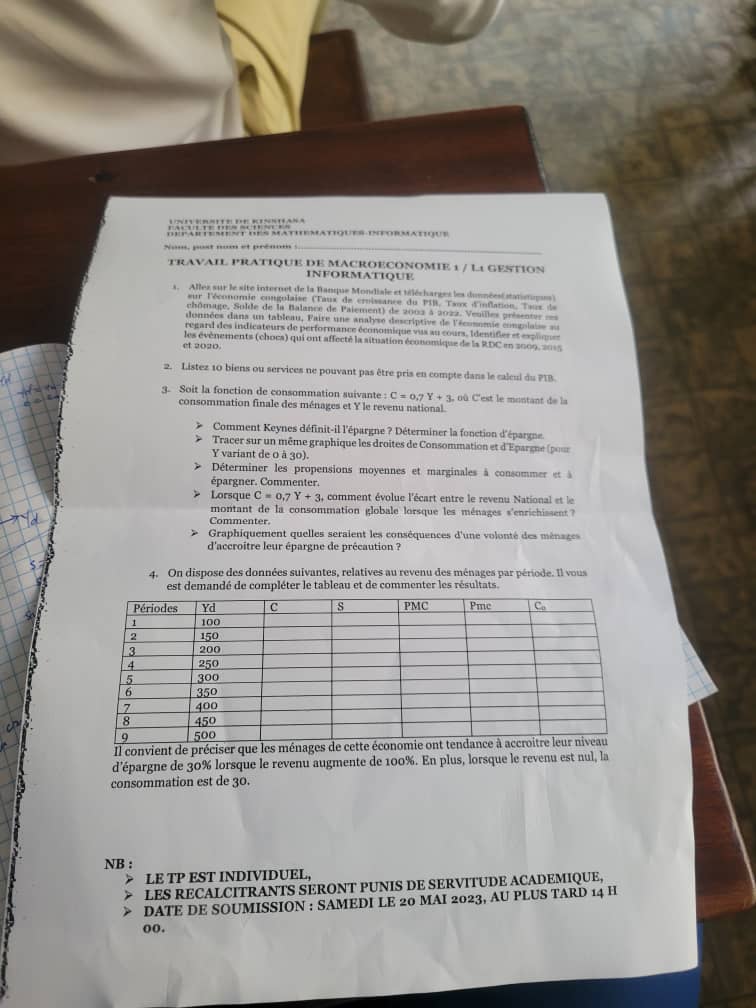 UNIVERSITE DE KINSHASA
FACULTE DES SCIENCES
DEPARTEMENT DES MATHEMATIQUES-INFORMATIQUE
Nom, post nom et prénom :
TRAVAIL PRATIQUE DE MACROECONOMIE 1 / L1 GESTION
INFORMATIQUE
1. Allez sur le site internet de la Banque Mondiale et téléchargez les données(statistiques)
sur l'économie congolaise (Taux de croissance du PIB, Taux d'inflation, Taux de
chômage, Solde de la Balance de Paiement) de 2002 à 2022. Veuillez présenter ces
données dans un tableau, Faire une analyse descriptive de l'économie congolaise au
regard des indicateurs de performance économique vus au cours, Identifier et expliquer
les évènements (chocs) qui ont affecté la situation économique de la RDC en 2009, 2015
et 2020.
2. Listez 10 biens ou services ne pouvant pas être pris en compte dans le calcul du PIB.
3. Soit la fonction de consommation suivante : C = 0,7 Y + 3, où C'est le montant de la
consommation finale des ménages et Y le revenu national.
➤ Comment Keynes définit-il l'épargne ? Déterminer la fonction d'épargne.
➤ Tracer sur un même graphique les droites de Consommation et d'Epargne (pour
Y variant de 0 à 30).
➤ Déterminer les propensions moyennes et marginales à consommer et à
épargner. Commenter.
➤ Lorsque C = 0,7 Y + 3, comment évolue l'écart entre le revenu National et le
montant de la consommation globale lorsque les ménages s'enrichissent ?
Commenter.
➤ Graphiquement quelles seraient les conséquences d'une volonté des ménages
d'accroitre leur épargne de précaution ?
4. On dispose des données suivantes, relatives au revenu des ménages par période. Il vous
est demandé de compléter le tableau et de commenter les résultats.
Périodes Yd C S PMC Pmc C₀
1 100
2 150
3 200
4 250
5 300
6 350
7 400
8 450
9 500
Il convient de préciser que les ménages de cette économie ont tendance à accroitre leur niveau
d'épargne de 30% lorsque le revenu augmente de 100%. En plus, lorsque le revenu est nul, la
consommation est de 30.
NB :
➤ LE TP EST INDIVIDUEL,
➤ LES RECALCITRANTS SERONT PUNIS DE SERVITUDE ACADEMIQUE,
➤ DATE DE SOUMISSION : SAMEDI LE 20 MAI 2023, AU PLUS TARD 14 H
00.